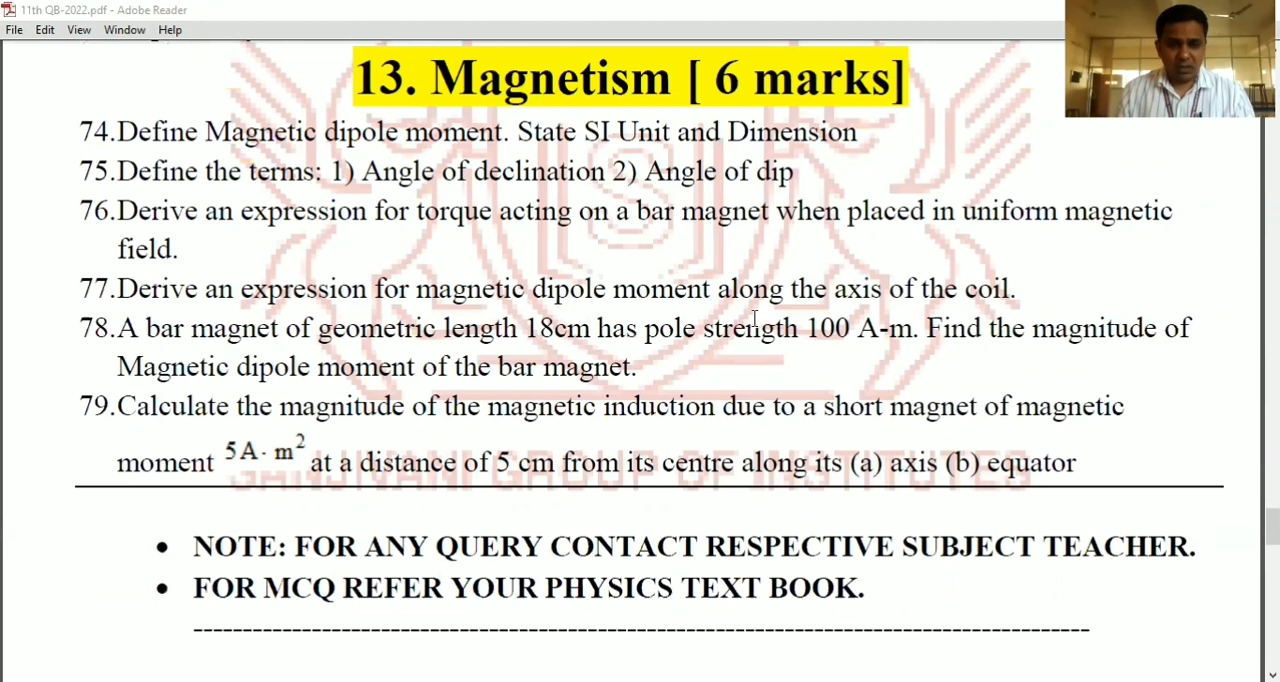 11th QB-2022.pdf - Adobe Reader
File Edit View Window Help
13. Magnetism [ 6 marks]
74.Define Magnetic dipole moment. State SI Unit and Dimension
75.Define the terms: 1) Angle of declination 2) Angle of dip
76.Derive an expression for torque acting on a bar magnet when placed in uniform magnetic
field.
77.Derive an expression for magnetic dipole moment along the axis of the coil.
78.A bar magnet of geometric length 18cm has pole strength 100 A-m. Find the magnitude of
Magnetic dipole moment of the bar magnet.
79.Calculate the magnitude of the magnetic induction due to a short magnet of magnetic
moment 5A· m² at a distance of 5 cm from its centre along its (a) axis (b) equator
SANJIVANI GROUP OF INSTITUTES
• NOTE: FOR ANY QUERY CONTACT RESPECTIVE SUBJECT TEACHER.
• FOR MCQ REFER YOUR PHYSICS TEXT BOOK.